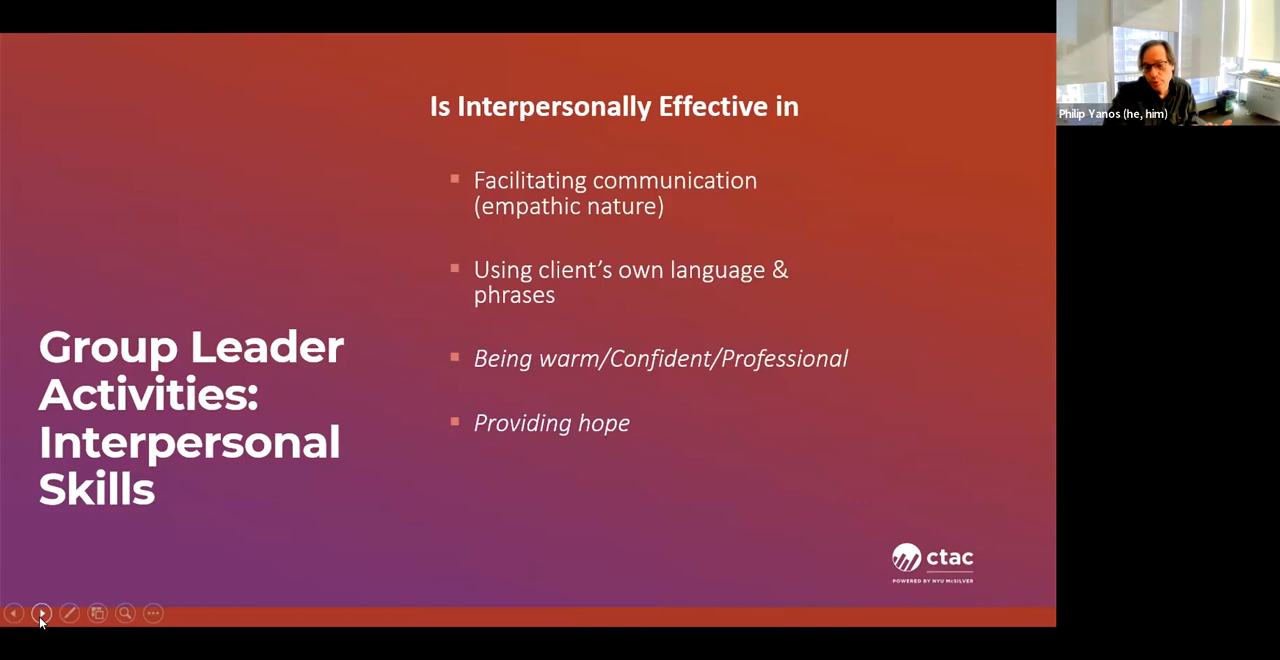 Is Interpersonally Effective in
Facilitating communication
(empathic nature)
Using client’s own language &
phrases
Being warm/Confident/Professional
Providing hope
Group Leader
Activities:
Interpersonal
Skills
ctac
POWERED BY NYU McSILVER
Philip Yanos (he, him)